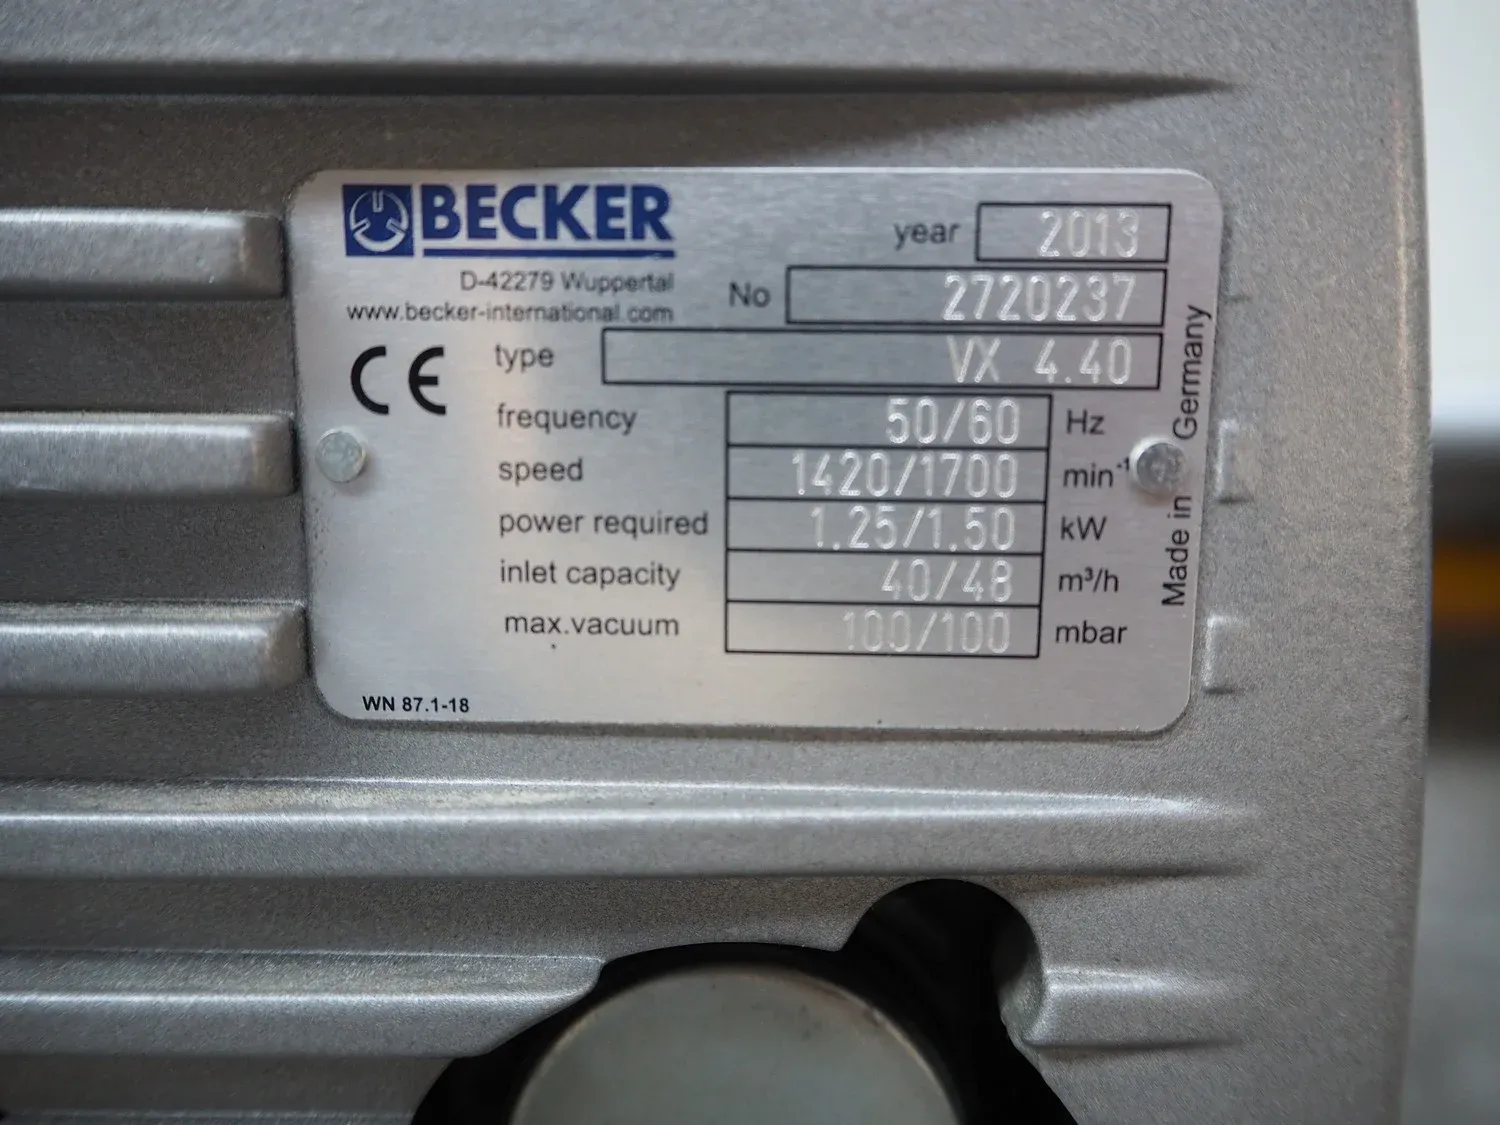 BECKER
D-42279 Wuppertal
www.becker-international.com
year 2013
No 2720237
type VX 4.40
frequency 50/60 Hz
speed 1420/1700 min⁻¹
power required 1.25/1.50 kW
inlet capacity 40/48 m³/h
max.vacuum 100/100 mbar
WN 87.1-18
Made in Germany
CE